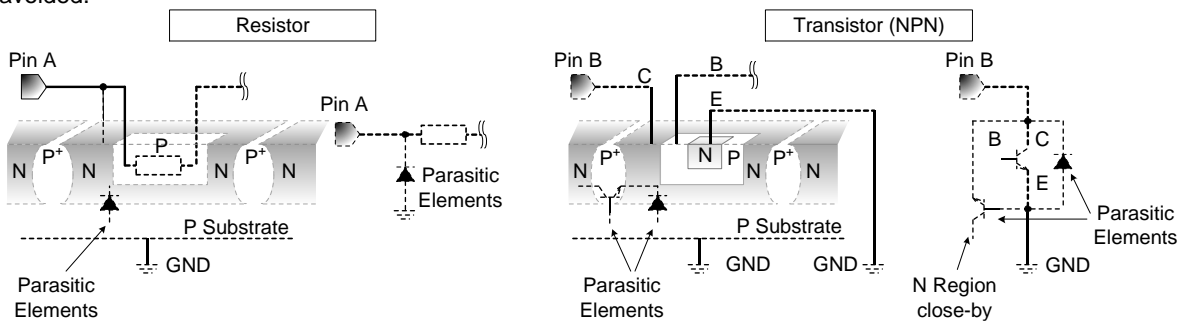 avoided.
Resistor
Transistor (NPN)
Pin A
Pin A
N
P+
N
P
N
P+
N
Parasitic
Elements
P Substrate
GND
Parasitic
Elements
Pin B
C
B
E
N
P+
N
N
P
P+
N
N
P Substrate
GND
GND
Parasitic
Elements
Pin B
B
C
E
Parasitic
Elements
GND
N Region
close-by